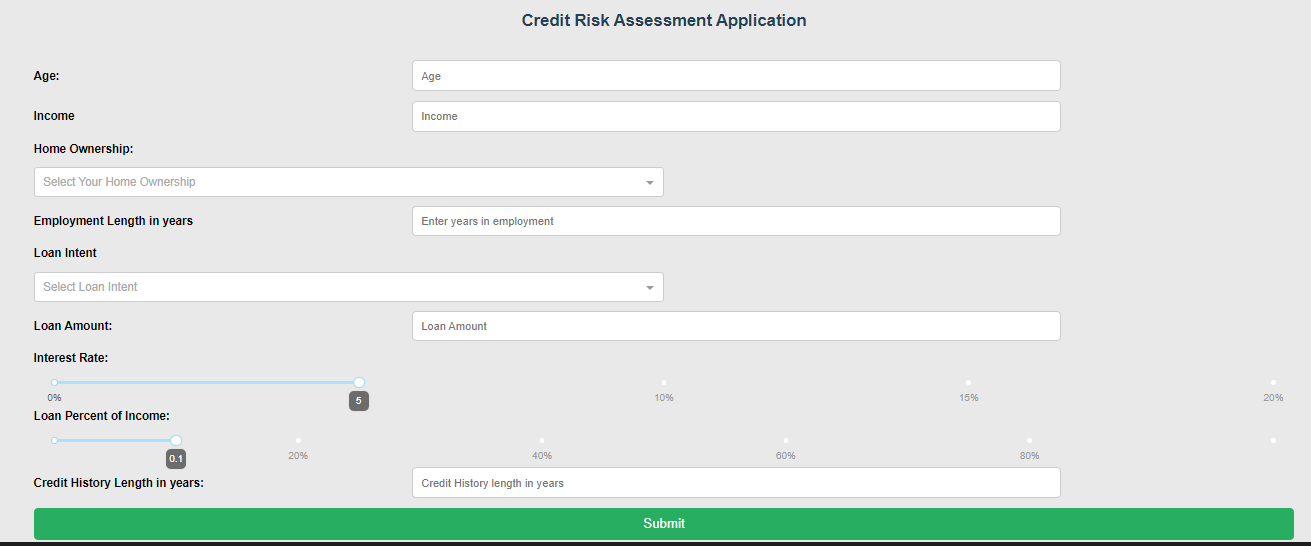 Credit Risk Assessment Application
Age:
Age
Income
Income
Home Ownership:
Select Your Home Ownership
Employment Length in years
Enter years in employment
Loan Intent
Select Loan Intent
Loan Amount:
Loan Amount
Interest Rate:
0% 5 10% 15% 20%
Loan Percent of Income:
0.1 20% 40% 60% 80%
Credit History Length in years:
Credit History length in years
Submit